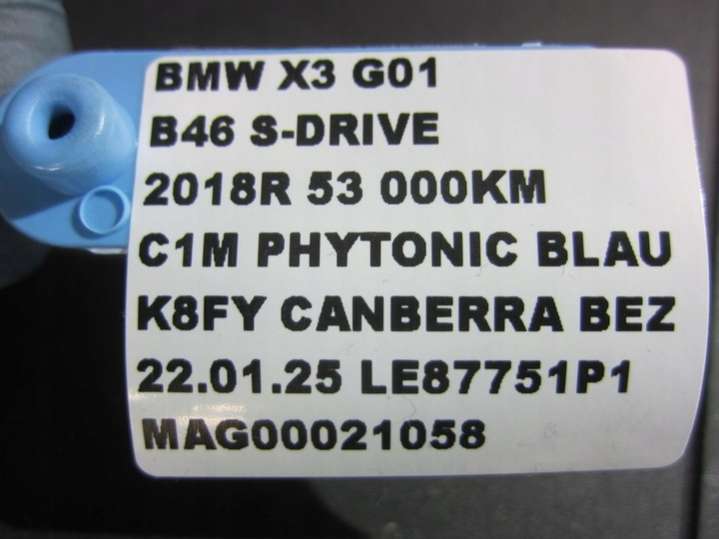 BMW X3 G01
B46 S-DRIVE
2018R 53 000KM
C1M PHYTONIC BLAU
K8FY CANBERRA BEZ
22.01.25 LE87751P1
MAG00021058